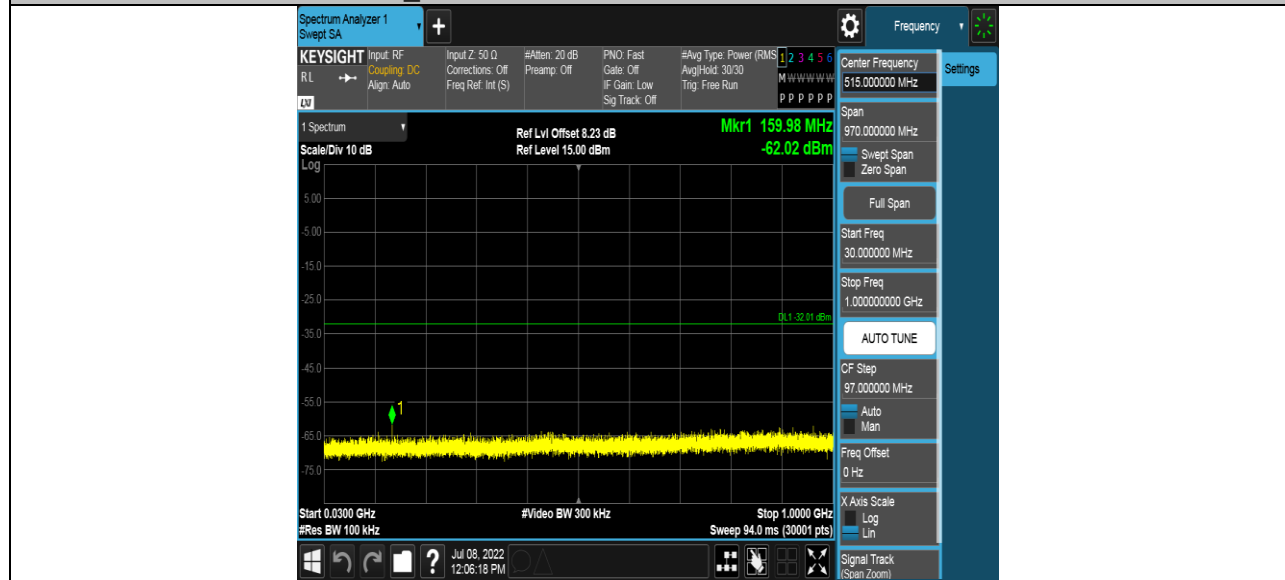 Spectrum Analyzer 1
Swept SA
+
Frequency
KEYSIGHT
RL
LXI
Input: RF
Coupling: DC
Align: Auto
Input Z: 50 Ω
Corrections: Off
Freq Ref: Int (S)
#Atten: 20 dB
Preamp: Off
PNO: Fast
Gate: Off
IF Gain: Low
Sig Track: Off
#Avg Type: Power (RMS
Avg|Hold: 30/30
Trig: Free Run
1 2 3 4 5 6
M W W W W W
P P P P P P
1 Spectrum
Scale/Div 10 dB
Log
Ref Lvl Offset 8.23 dB
Ref Level 15.00 dBm
Mkr1 159.98 MHz
-62.02 dBm
5.00
-5.00
-15.0
-25.0
DL1 -32.01 dBm
-35.0
-45.0
-55.0
1
-65.0
-75.0
Start 0.0300 GHz
#Res BW 100 kHz
#Video BW 300 kHz
Stop 1.0000 GHz
Sweep 94.0 ms (30001 pts)
?
Jul 08, 2022
12:06:18 PM
Center Frequency
515.000000 MHz
Span
970.000000 MHz
Swept Span
Zero Span
Full Span
Start Freq
30.000000 MHz
Stop Freq
1.000000000 GHz
AUTO TUNE
CF Step
97.000000 MHz
Auto
Man
Freq Offset
0 Hz
X Axis Scale
Log
Lin
Signal Track
(Span Zoom)
Settings